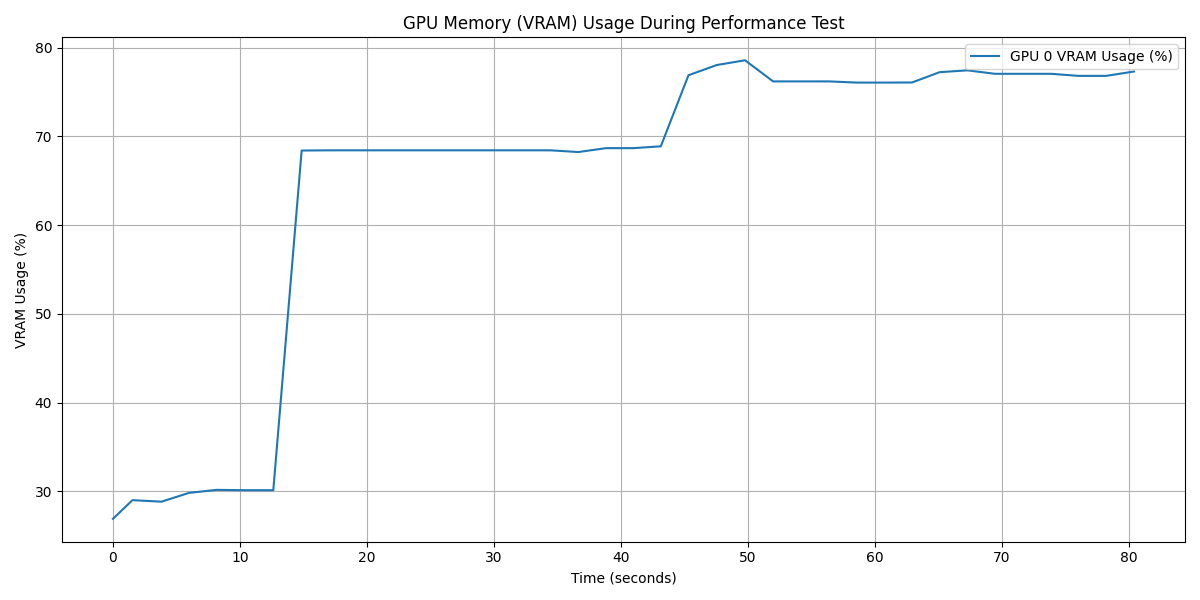 GPU Memory (VRAM) Usage During Performance Test
GPU 0 VRAM Usage (%)
VRAM Usage (%)
80
70
60
50
40
30
0 10 20 30 40 50 60 70 80
Time (seconds)